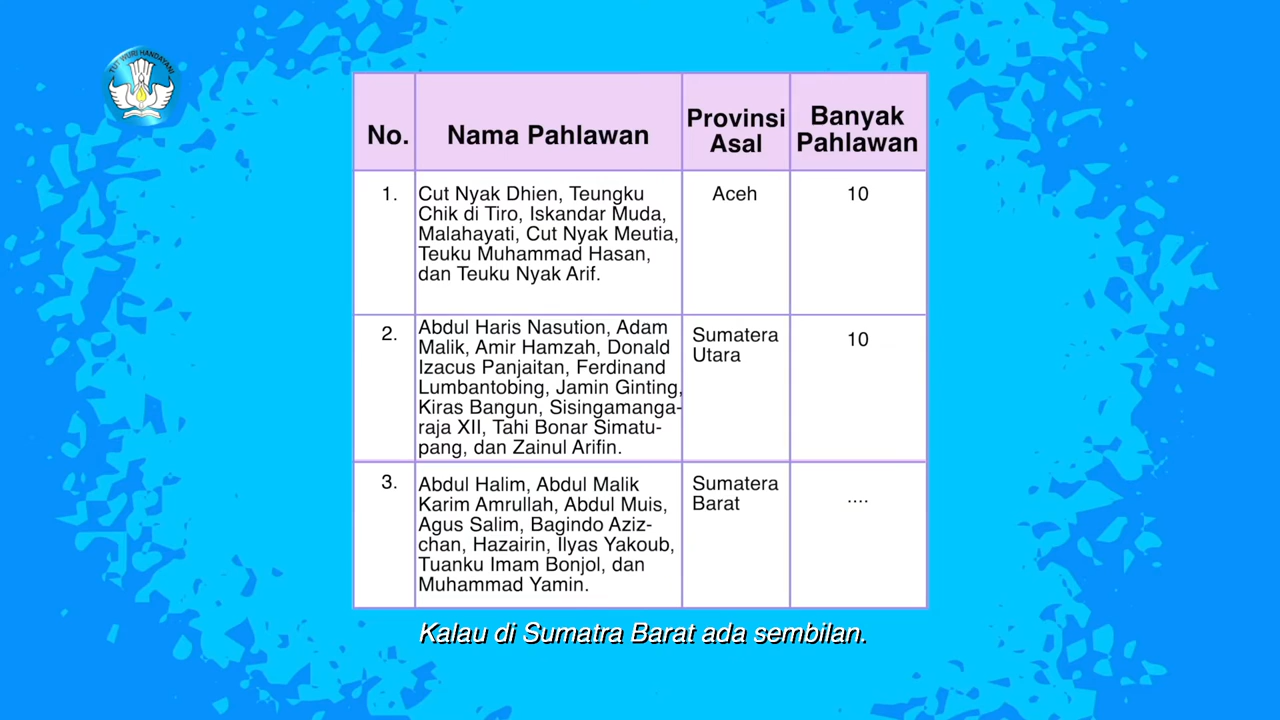 TUT WURI HANDAYANI
No.
Nama Pahlawan
Provinsi
Asal
Banyak
Pahlawan
1.
Cut Nyak Dhien, Teungku
Chik di Tiro, Iskandar Muda,
Malahayati, Cut Nyak Meutia,
Teuku Muhammad Hasan,
dan Teuku Nyak Arif.
Aceh
10
2.
Abdul Haris Nasution, Adam
Malik, Amir Hamzah, Donald
Izacus Panjaitan, Ferdinand
Lumbantobing, Jamin Ginting,
Kiras Bangun, Sisingamanga-
raja XII, Tahi Bonar Simatu-
pang, dan Zainul Arifin.
Sumatera
Utara
10
3.
Abdul Halim, Abdul Malik
Karim Amrullah, Abdul Muis,
Agus Salim, Bagindo Aziz-
chan, Hazairin, Ilyas Yakoub,
Tuanku Imam Bonjol, dan
Muhammad Yamin.
Sumatera
Barat
....
Kalau di Sumatra Barat ada sembilan.